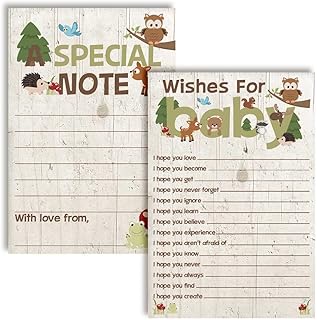 A SPECIAL
NOTE
With love from,
Wishes For
baby
I hope you love
I hope you become
I hope you get
I hope you never forget
I hope you ignore
I hope you learn
I hope you believe
I hope you experience
I hope you aren't afraid of
I hope you know
I hope you never
I hope you always
I hope you find
I hope you create